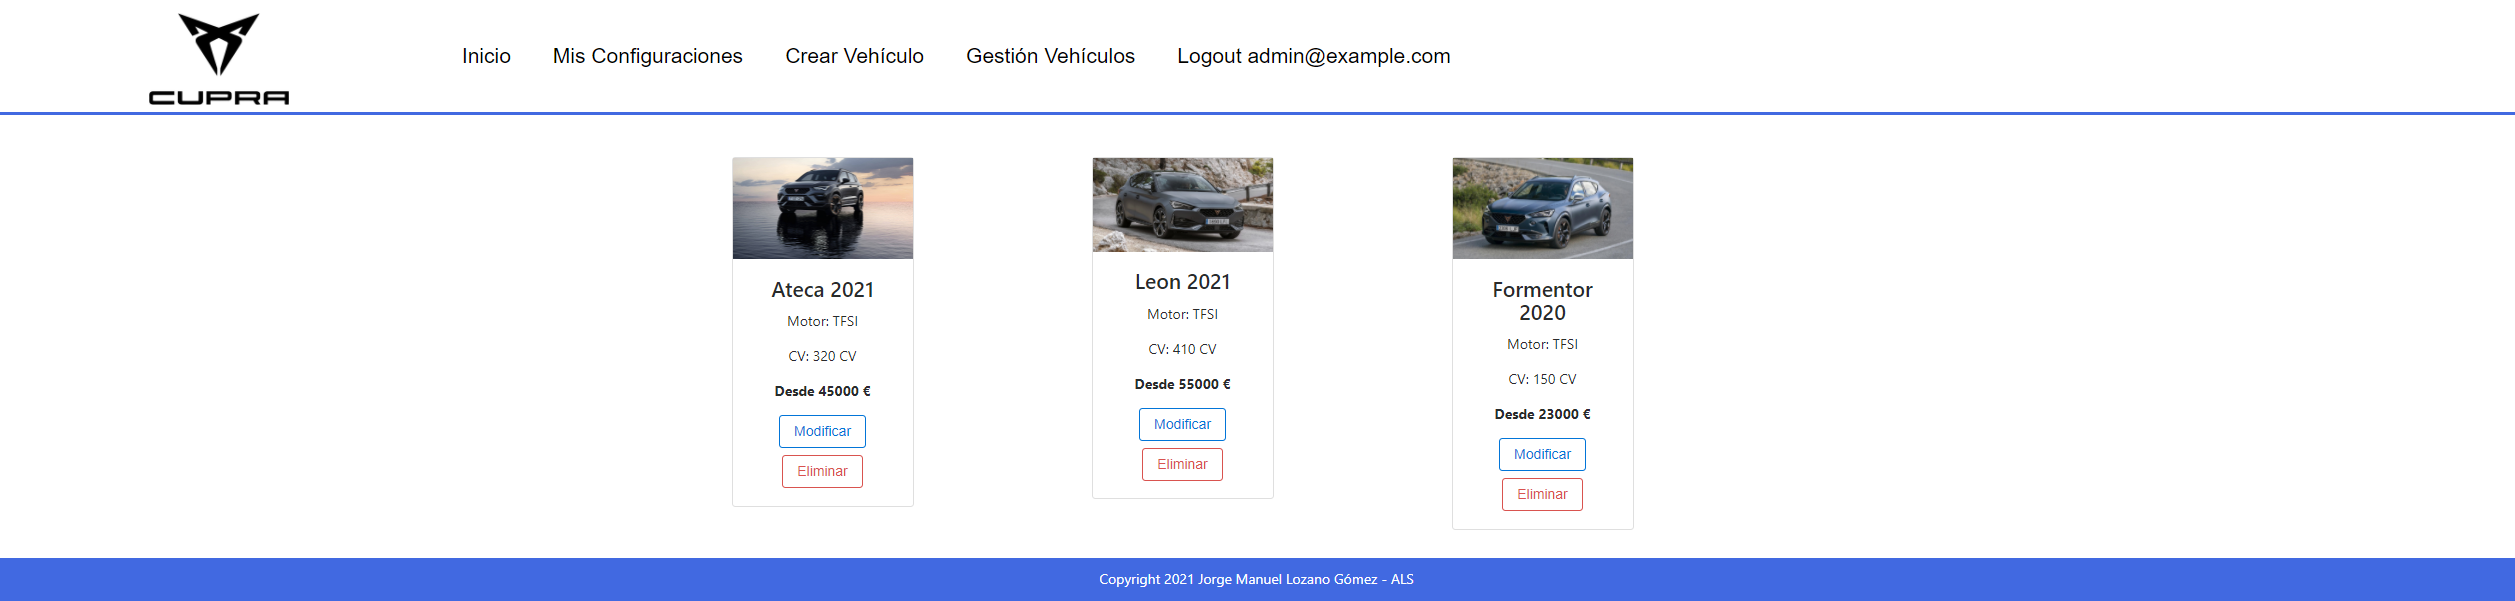 CUPRA
Inicio
Mis Configuraciones
Crear Vehículo
Gestión Vehículos
Logout admin@example.com
Ateca 2021
Motor: TFSI
CV: 320 CV
Desde 45000 €
Modificar
Eliminar
Leon 2021
Motor: TFSI
CV: 410 CV
Desde 55000 €
Modificar
Eliminar
Formentor
2020
Motor: TFSI
CV: 150 CV
Desde 23000 €
Modificar
Eliminar
Copyright 2021 Jorge Manuel Lozano Gómez - ALS